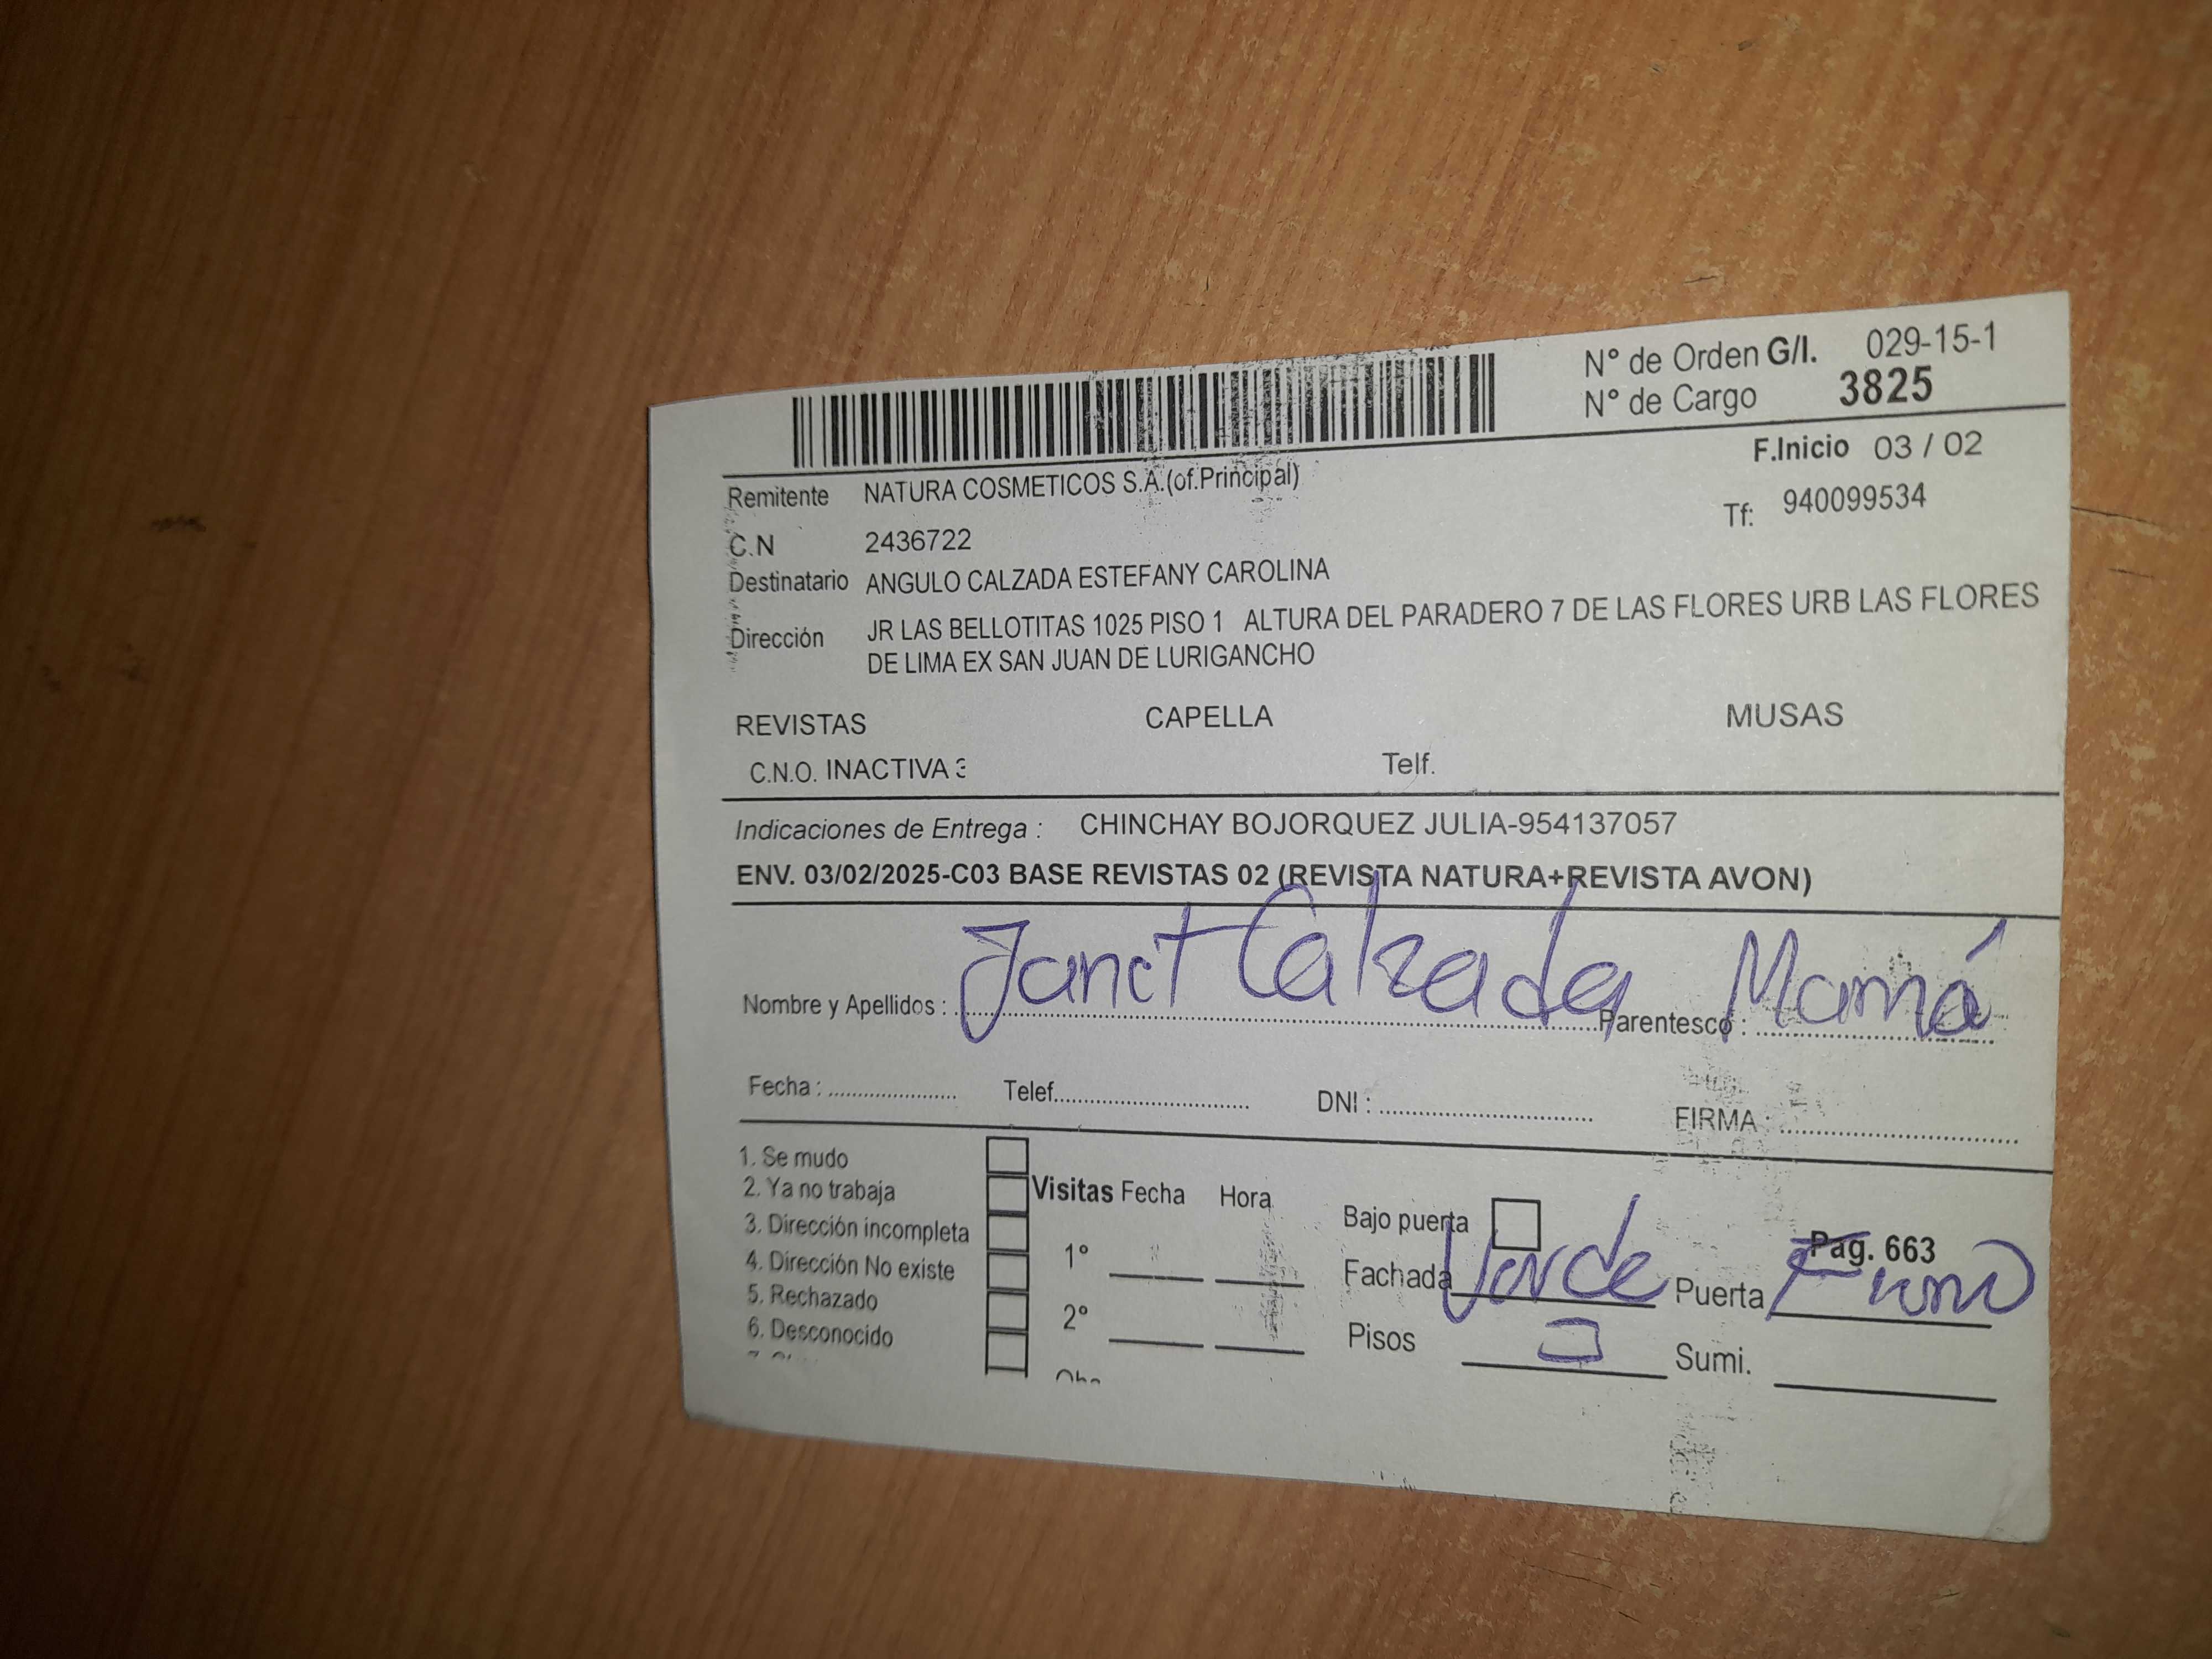 N° de Orden G/I. 029-15-1
N° de Cargo 3825
F.Inicio 03 / 02
Remitente NATURA COSMETICOS S.A.(of.Principal)
Tf: 940099534
C.N 2436722
Destinatario ANGULO CALZADA ESTEFANY CAROLINA
Dirección JR LAS BELLOTITAS 1025 PISO 1 ALTURA DEL PARADERO 7 DE LAS FLORES URB LAS FLORES
DE LIMA EX SAN JUAN DE LURIGANCHO
REVISTAS CAPELLA MUSAS
C.N.O. INACTIVA 3 Telf.
Indicaciones de Entrega : CHINCHAY BOJORQUEZ JULIA-954137057
ENV. 03/02/2025-C03 BASE REVISTAS 02 (REVISTA NATURA+REVISTA AVON)
Nombre y Apellidos : Janet Calzada Parentesco : Mamá
Fecha : Telef. DNI : FIRMA :
1. Se mudo
2. Ya no trabaja Visitas Fecha Hora
3. Dirección incompleta Bajo puerta Pag. 663
4. Dirección No existe 1° Fachada Verde Puerta
5. Rechazado
6. Desconocido 2° Pisos Sumi.